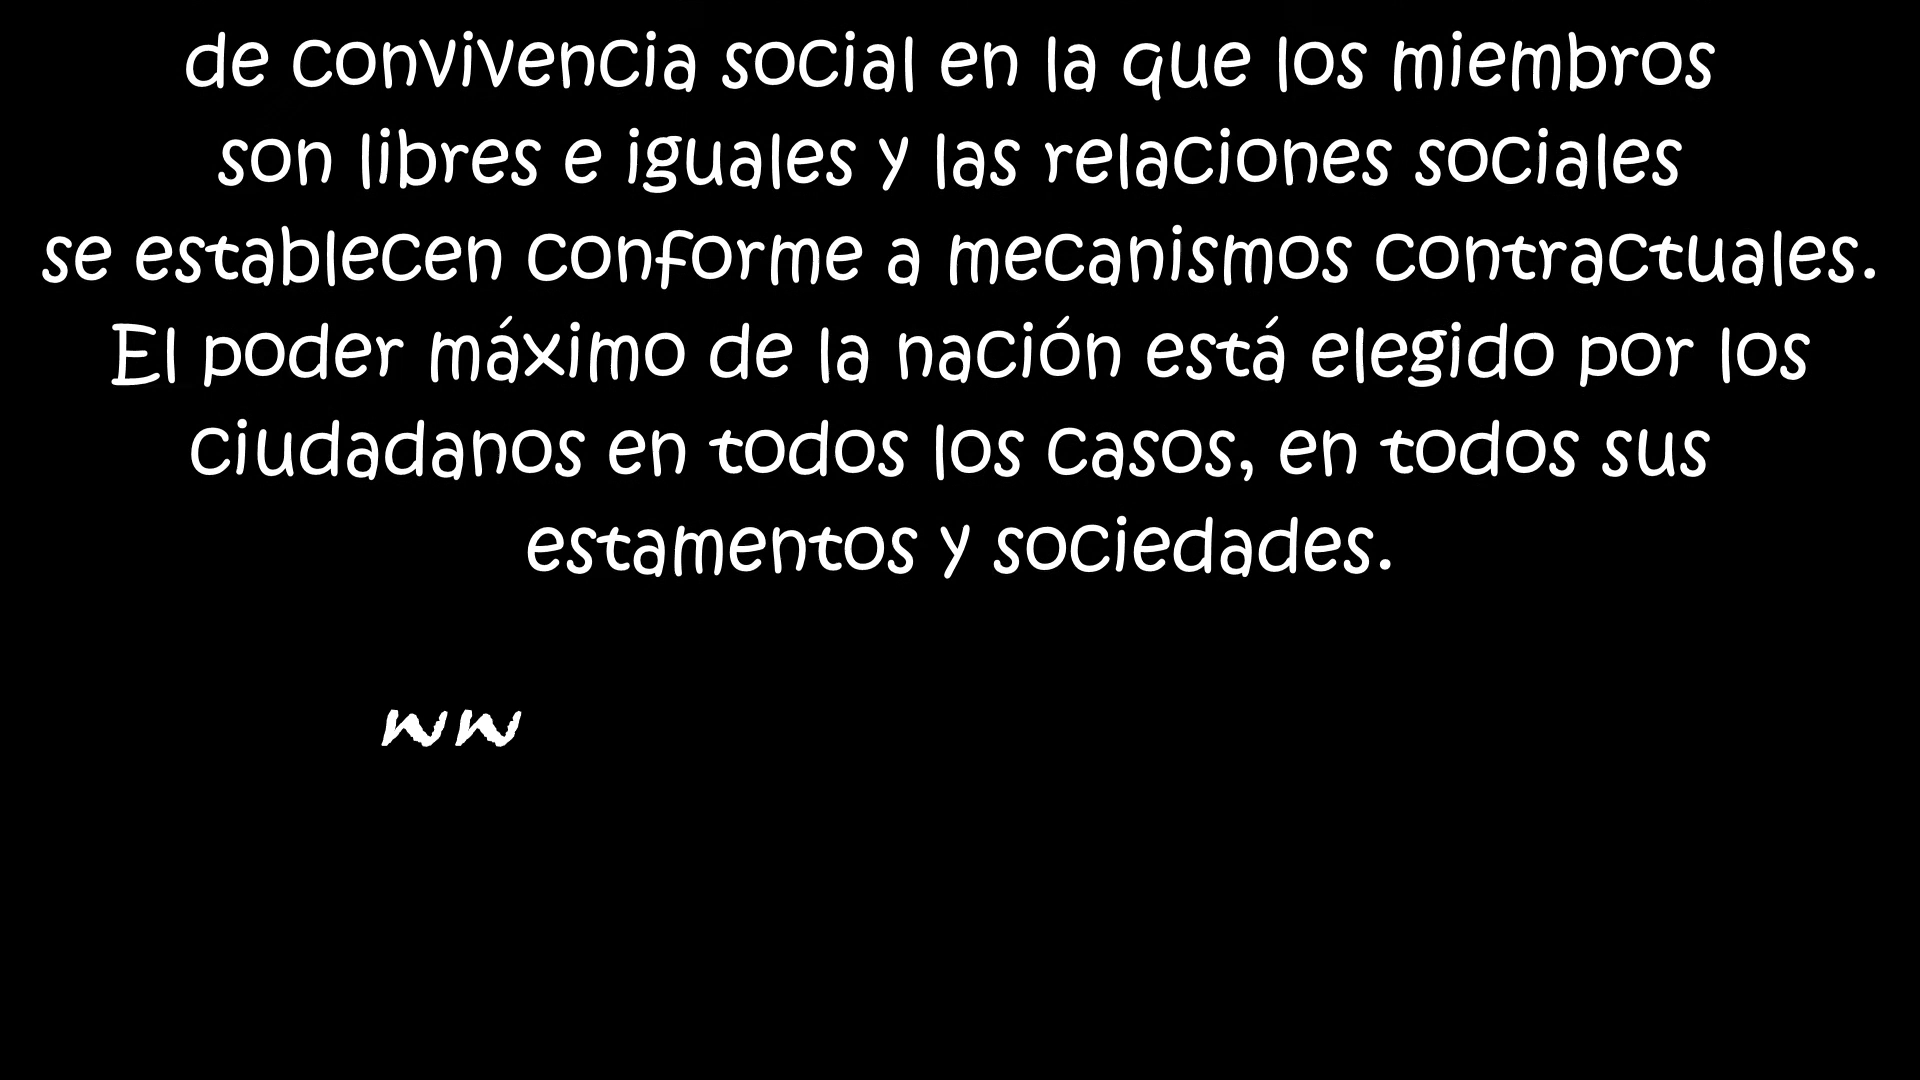 de convivencia social en la que los miembros
son libres e iguales y las relaciones sociales
se establecen conforme a mecanismos contractuales.
El poder máximo de la nación está elegido por los
ciudadanos en todos los casos, en todos sus
estamentos y sociedades.
ww